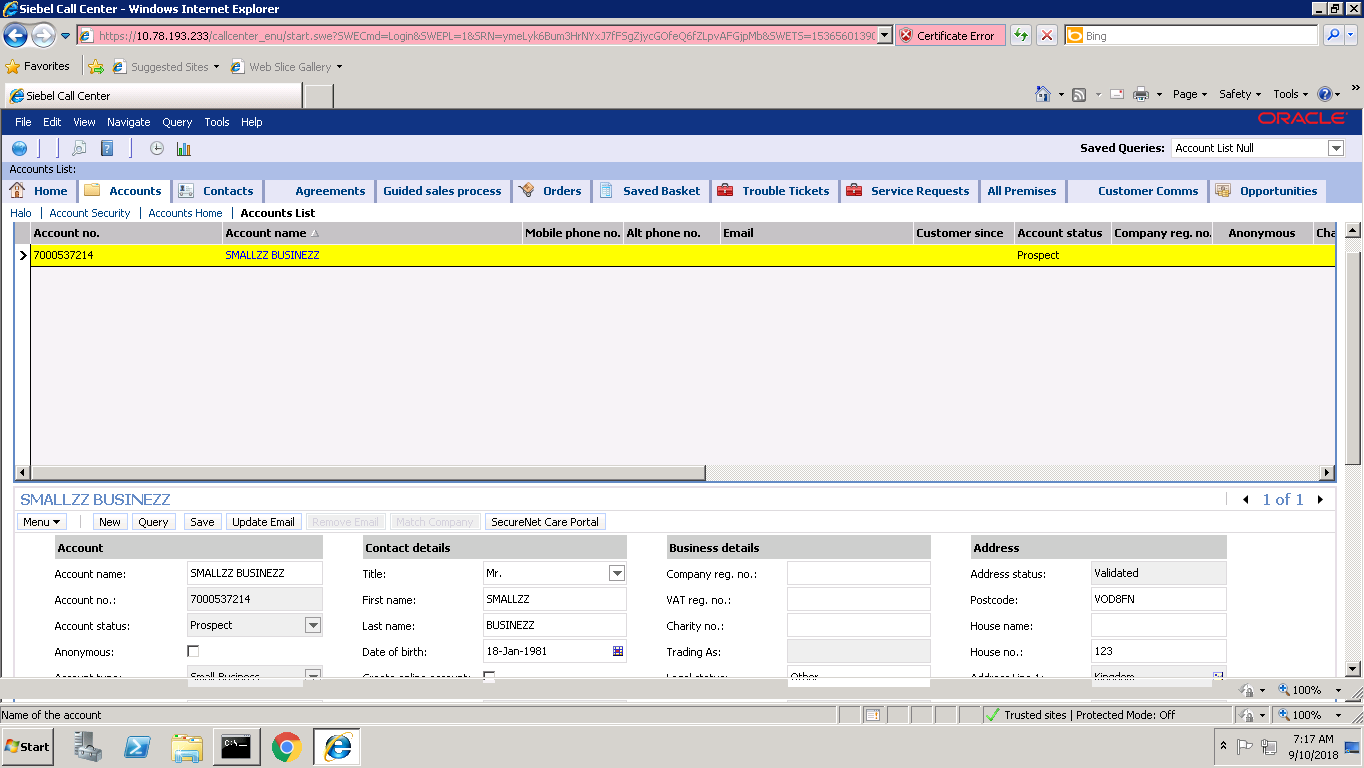 Siebel Call Center - Windows Internet Explorer
https://10.78.193.233/callcenter_enu/start.swe?SWECmd=Login&SWEPL=1&SRN= Certificate Error Bing
Favorites Suggested Sites Web Slice Gallery
Siebel Call Center Page Safety Tools »
File Edit View Navigate Query Tools Help ORACLE
Saved Queries: Account List Null
Accounts List:
Home Accounts Contacts Agreements Guided sales process Orders Saved Basket Trouble Tickets Service Requests All Premises Customer Comms Opportunities
Halo | Account Security | Accounts Home | Accounts List
Account no. Account name Mobile phone no. Alt phone no. Email Customer since Account status Company reg. no. Anonymous Cha
7000537214 SMALLZZ BUSINEZZ Prospect
SMALLZZ BUSINEZZ 1 of 1
Menu New Query Save Update Email Remove Email Match Company SecureNet Care Portal
Account Contact details Business details Address
Account name: SMALLZZ BUSINEZZ Title: Mr. Company reg. no.: Address status: Validated
Account no.: 7000537214 First name: SMALLZZ VAT reg. no.: Postcode: VOD8FN
Account status: Prospect Last name: BUSINEZZ Charity no.: House name:
Anonymous: Date of birth: 18-Jan-1981 Trading As: House no.: 123
Account type: Small Business Create online account: Legal status: Other Address Line 1: Kingdom
100%
Name of the account Trusted sites | Protected Mode: Off 100%
Start C:\ 7:17 AM
9/10/2018